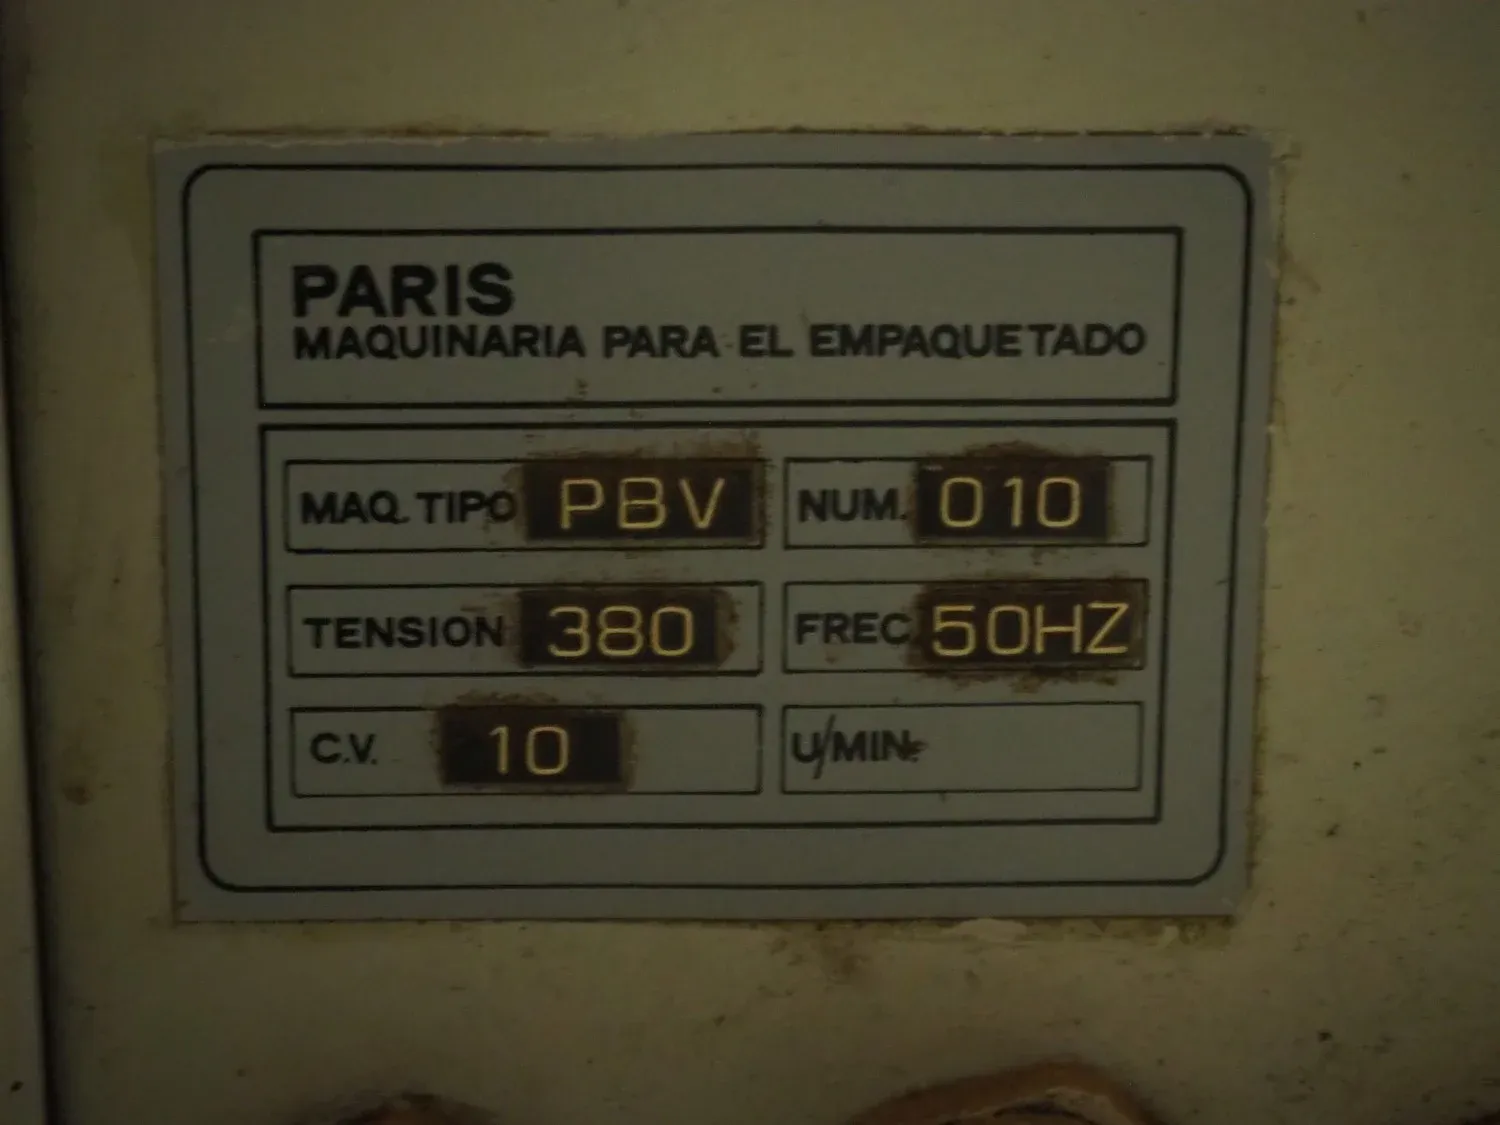 PARIS
MAQUINARIA PARA EL EMPAQUETADO
MAQ. TIPO PBV NUM. 010
TENSION 380 FREC. 50HZ
C.V. 10 U/MIN.